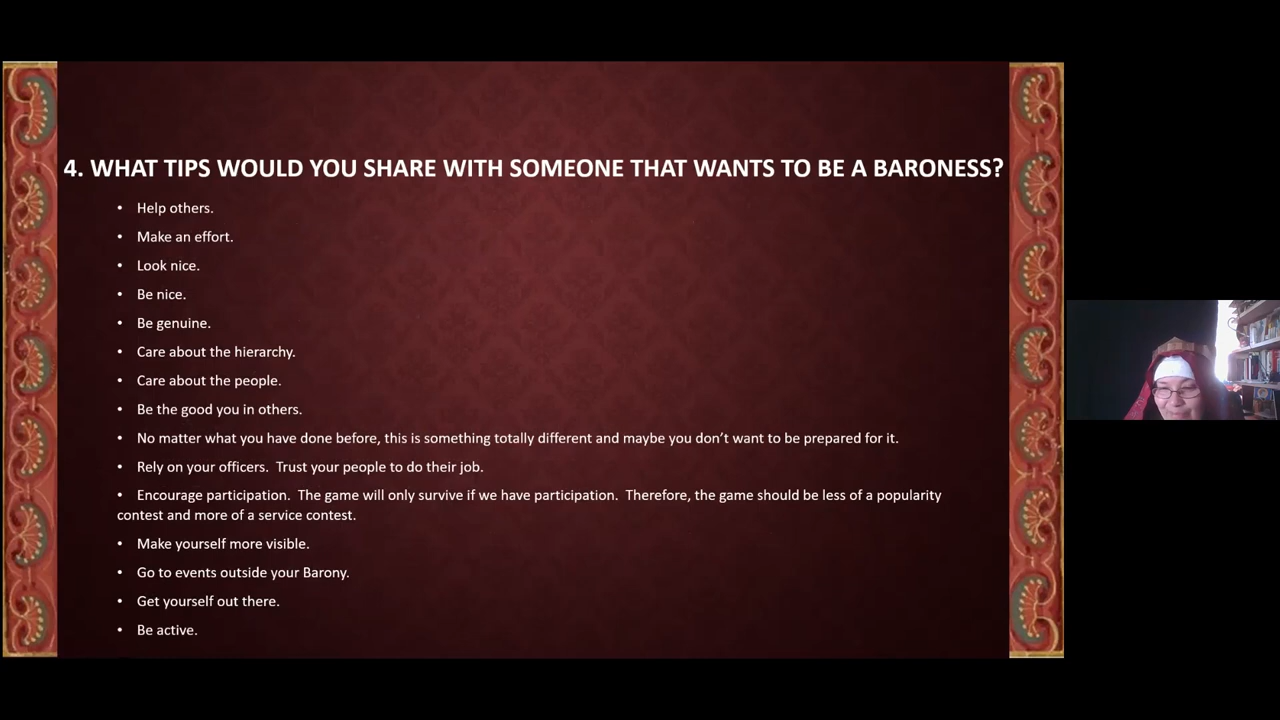 4. WHAT TIPS WOULD YOU SHARE WITH SOMEONE THAT WANTS TO BE A BARONESS?
• Help others.
• Make an effort.
• Look nice.
• Be nice.
• Be genuine.
• Care about the hierarchy.
• Care about the people.
• Be the good you in others.
• No matter what you have done before, this is something totally different and maybe you don’t want to be prepared for it.
• Rely on your officers.  Trust your people to do their job.
• Encourage participation.  The game will only survive if we have participation.  Therefore, the game should be less of a popularity
contest and more of a service contest.
• Make yourself more visible.
• Go to events outside your Barony.
• Get yourself out there.
• Be active.